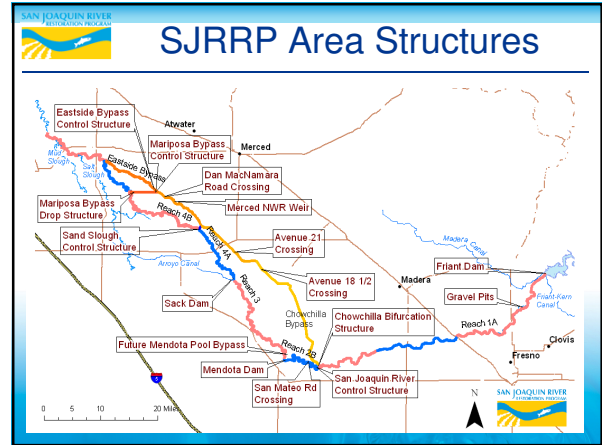 SAN JOAQUIN RIVER
RESTORATION PROGRAM
SJRRP Area Structures
Eastside Bypass
Control Structure
Atwater
Mariposa Bypass
Control Structure
Merced
Mud
Slough
Salt
Slough
Eastside Bypass
Dan MacNamara
Road Crossing
Mariposa Bypass
Drop Structure
Merced NWR Weir
Reach 4B
Sand Slough
Control Structure
Reach 4A
Avenue 21
Crossing
Madera Canal
Friant Dam
Arroyo Canal
Avenue 18 1/2
Crossing
Madera
Gravel Pits
Friant-Kern
Canal
Sack Dam
Reach 3
Chowchilla
Bypass
Chowchilla Bifurcation
Structure
Reach 1A
Future Mendota Pool Bypass
Reach 2B
Clovis
Fresno
Mendota Dam
San Mateo Rd
Crossing
San Joaquin River
Control Structure
5
0 5 10 20 Miles
N
SAN JOAQUIN RIVER
RESTORATION PROGRAM